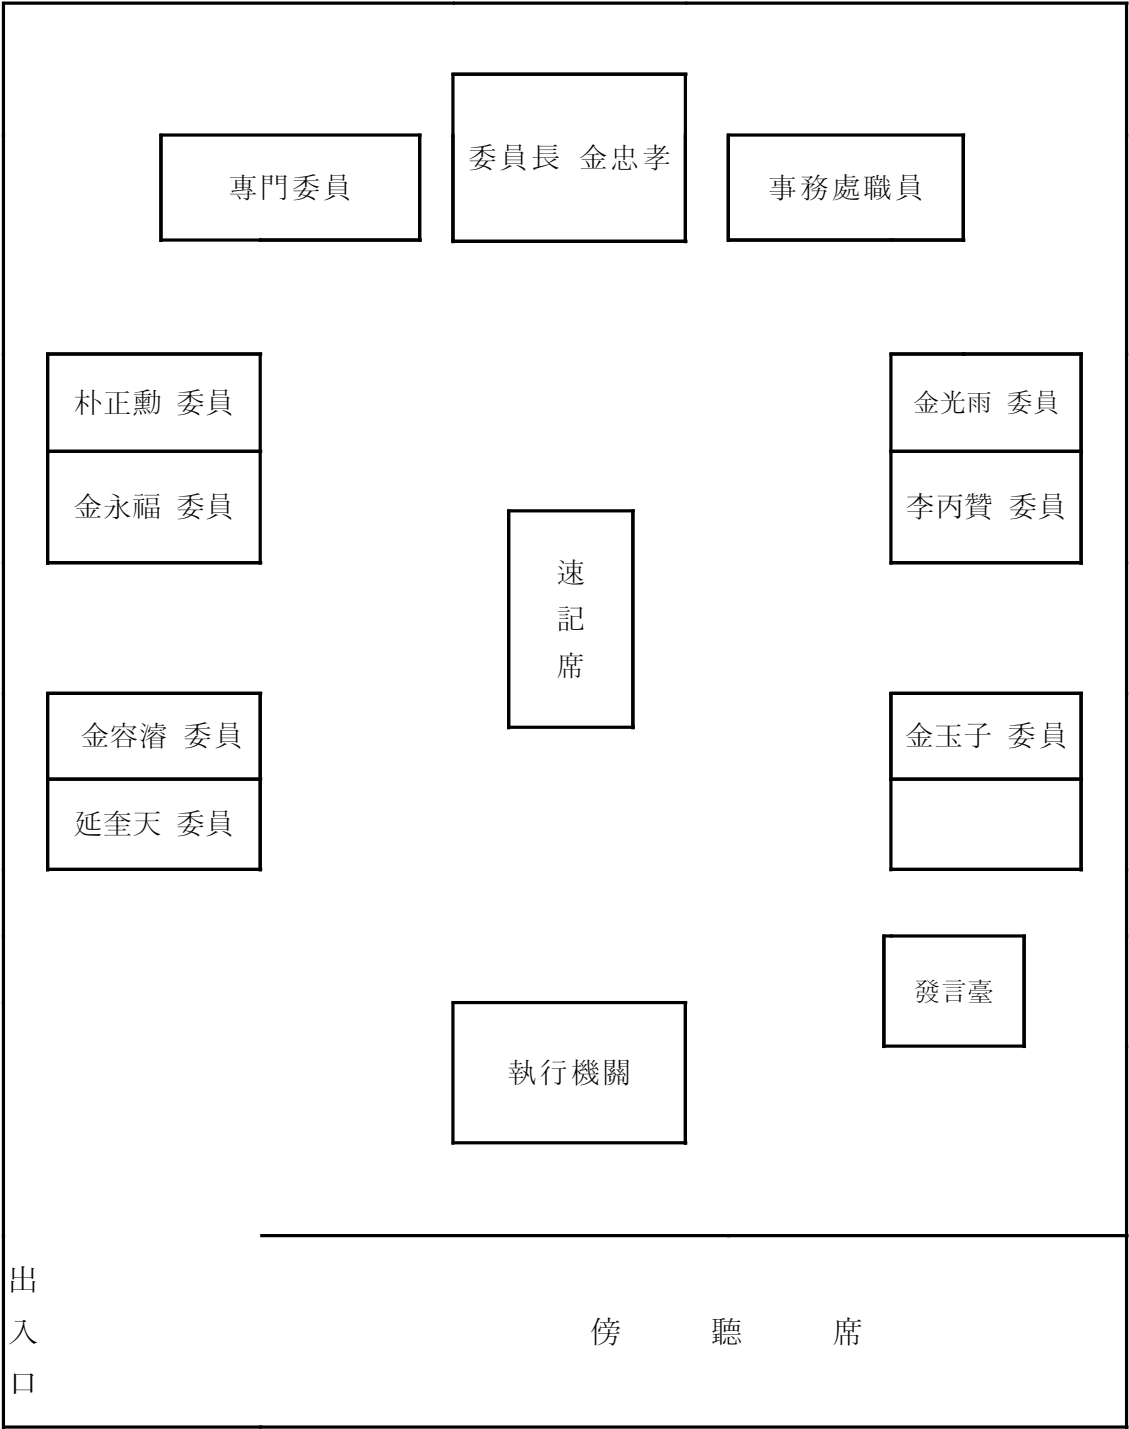 委員長 金忠孝
專門委員
事務處職員
朴正勳 委員
金光雨 委員
金永福 委員
李丙贊 委員
速
記
席
金容濬 委員
金玉子 委員
延奎天 委員
發言臺
執行機關
出
入
口
傍 聽 席